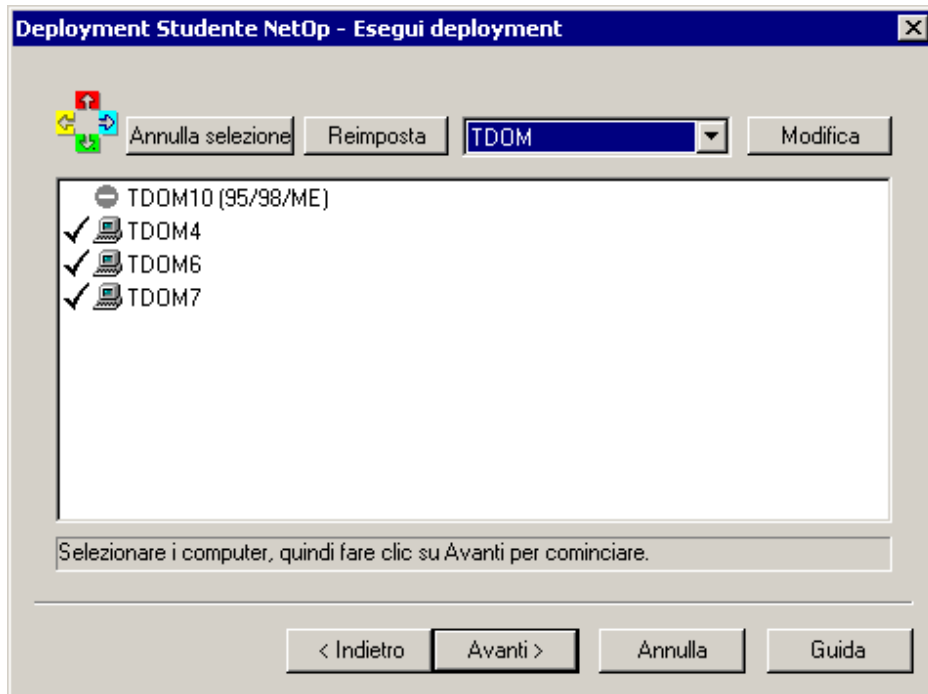 Deployment Studente NetOp - Esegui deployment
Annulla selezione Reimposta TDOM Modifica
TDOM10 (95/98/ME)
TDOM4
TDOM6
TDOM7
Selezionare i computer, quindi fare clic su Avanti per cominciare.
< Indietro Avanti > Annulla Guida